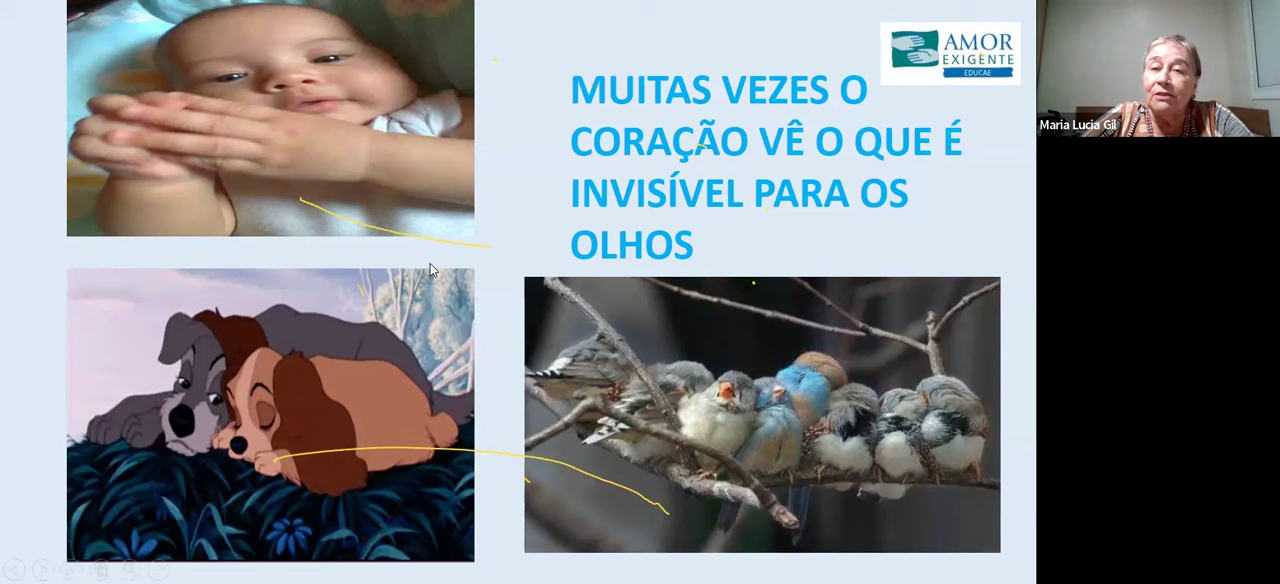 MUITAS VEZES O
CORAÇÃO VÊ O QUE É
INVISÍVEL PARA OS
OLHOS
AMOR
EXIGENTE
EDUCAE
Maria Lucia Gil